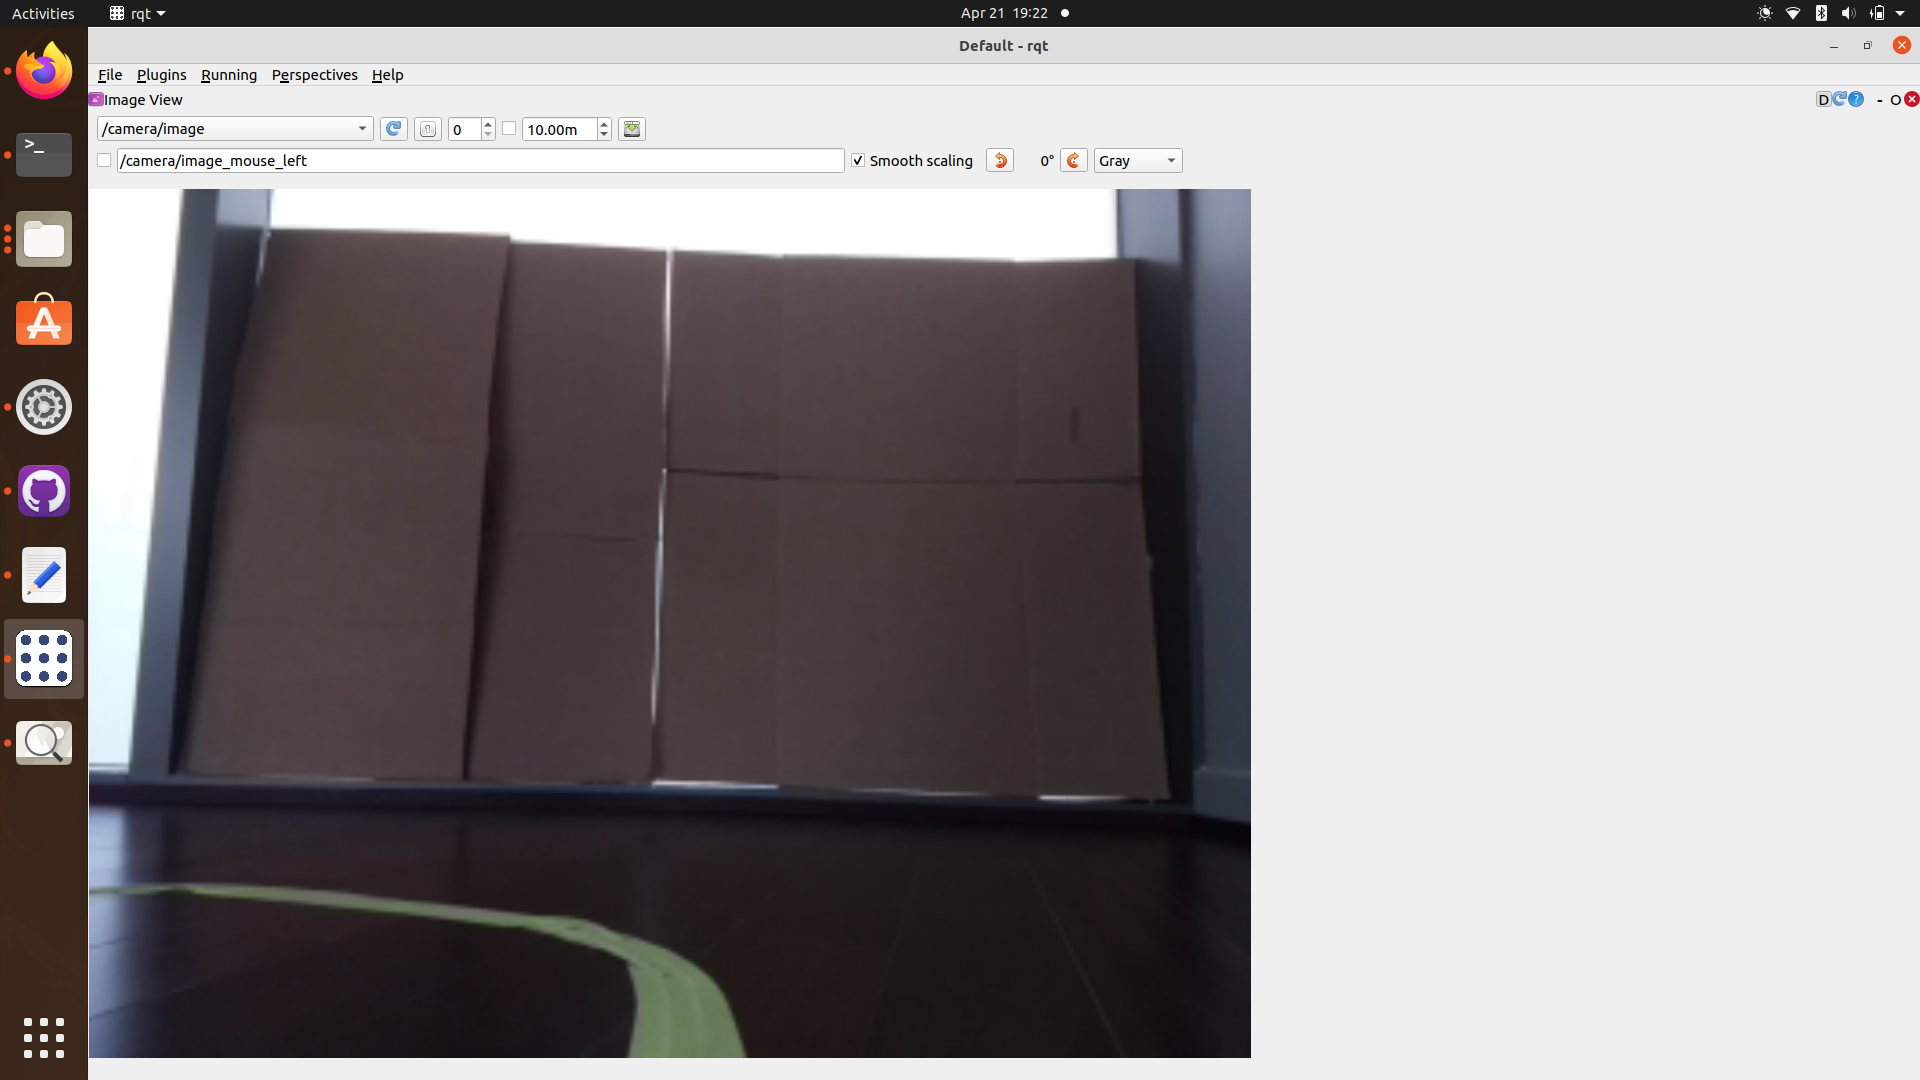 Activities rqt Apr 21 19:22
Default - rqt
File Plugins Running Perspectives Help
Image View D ? - O
/camera/image 0 10.00m
/camera/image_mouse_left Smooth scaling 0° Gray